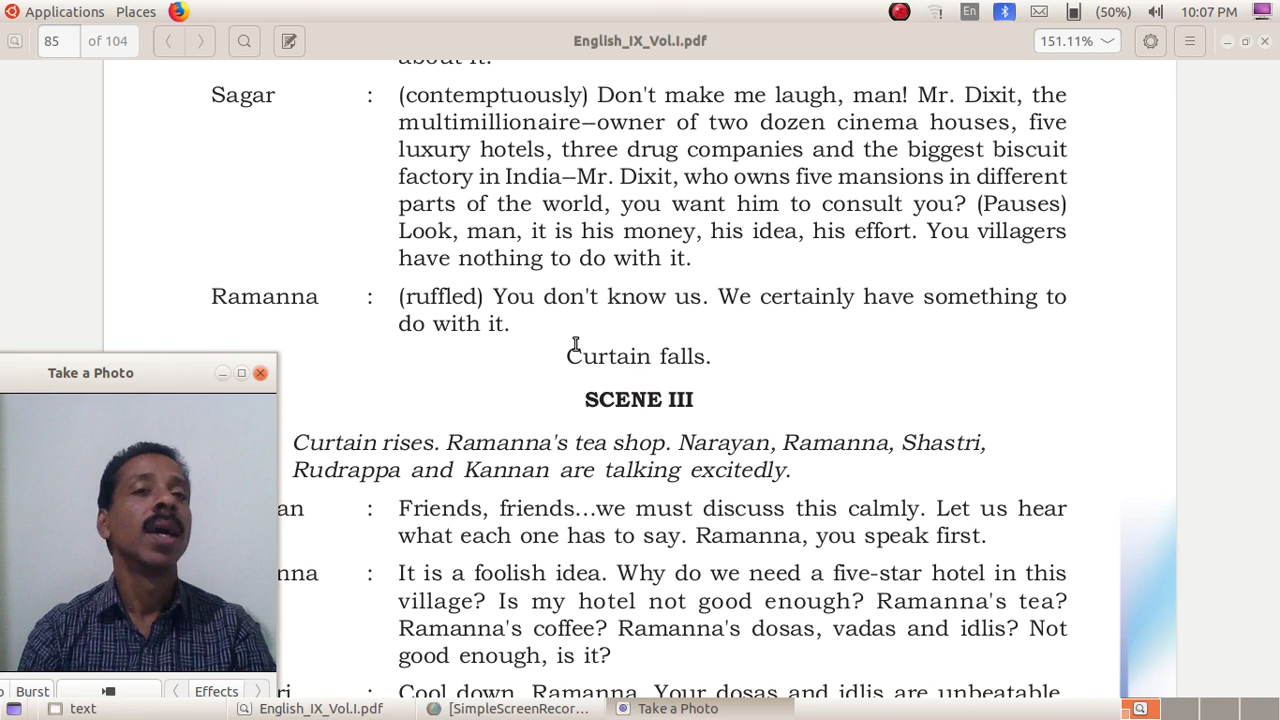 Applications Places En (50%) 10:07 PM
85 of 104 English_IX_Vol.I.pdf 151.11%
about it.
Sagar : (contemptuously) Don't make me laugh, man! Mr. Dixit, the
multimillionaire–owner of two dozen cinema houses, five
luxury hotels, three drug companies and the biggest biscuit
factory in India–Mr. Dixit, who owns five mansions in different
parts of the world, you want him to consult you? (Pauses)
Look, man, it is his money, his idea, his effort. You villagers
have nothing to do with it.
Ramanna : (ruffled) You don't know us. We certainly have something to
do with it.
Curtain falls.
SCENE III
Curtain rises. Ramanna's tea shop. Narayan, Ramanna, Shastri,
Rudrappa and Kannan are talking excitedly.
an : Friends, friends...we must discuss this calmly. Let us hear
what each one has to say. Ramanna, you speak first.
nna : It is a foolish idea. Why do we need a five-star hotel in this
village? Is my hotel not good enough? Ramanna's tea?
Ramanna's coffee? Ramanna's dosas, vadas and idlis? Not
good enough, is it?
ri : Cool down, Ramanna. Your dosas and idlis are unbeatable.
Take a Photo
Burst Effects
text English_IX_Vol.I.pdf [SimpleScreenRecor... Take a Photo